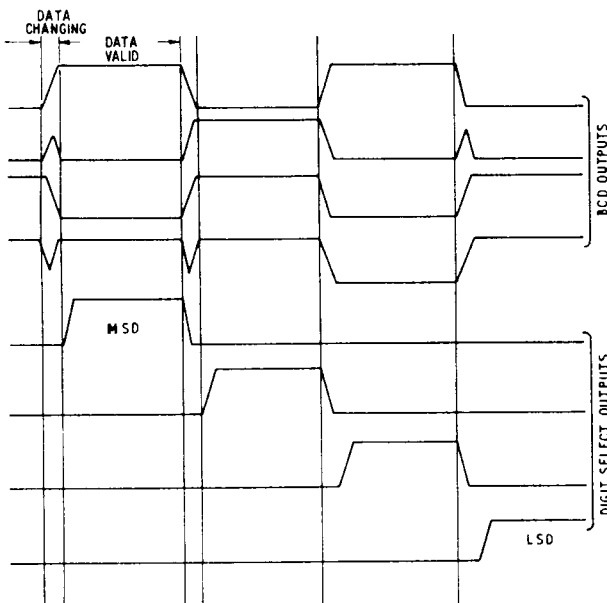 DATA
CHANGING
DATA
VALID
BCD OUTPUTS
MSD
DIGIT SELECT OUTPUTS
LSD